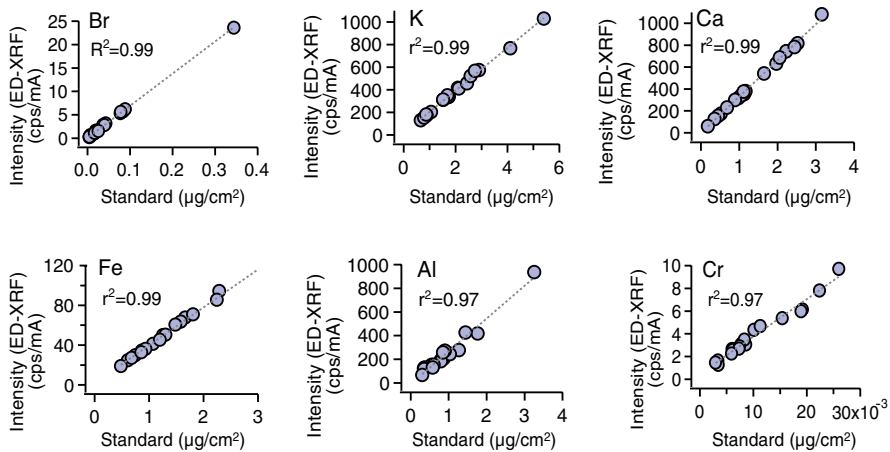 Br
R²=0.99
25
20
15
10
5
0
Intensity (ED-XRF)
(cps/mA)
0.0 0.1 0.2 0.3 0.4
Standard (µg/cm²)
K
r²=0.99
1000
800
600
400
200
0
Intensity (ED-XRF)
(cps/mA)
0 2 4 6
Standard (µg/cm²)
Ca
r²=0.99
1000
800
600
400
200
0
Intensity (ED-XRF)
(cps/mA)
0 1 2 3 4
Standard (µg/cm²)
Fe
r²=0.99
120
80
40
0
Intensity (ED-XRF)
(cps/mA)
0 1 2 3
Standard (µg/cm²)
Al
r²=0.97
1000
800
600
400
200
0
Intensity (ED-XRF)
(cps/mA)
0 1 2 3 4
Standard (µg/cm²)
Cr
r²=0.97
10
8
6
4
2
0
Intensity (ED-XRF)
(cps/mA)
0 10 20 30x10⁻³
Standard (µg/cm²)